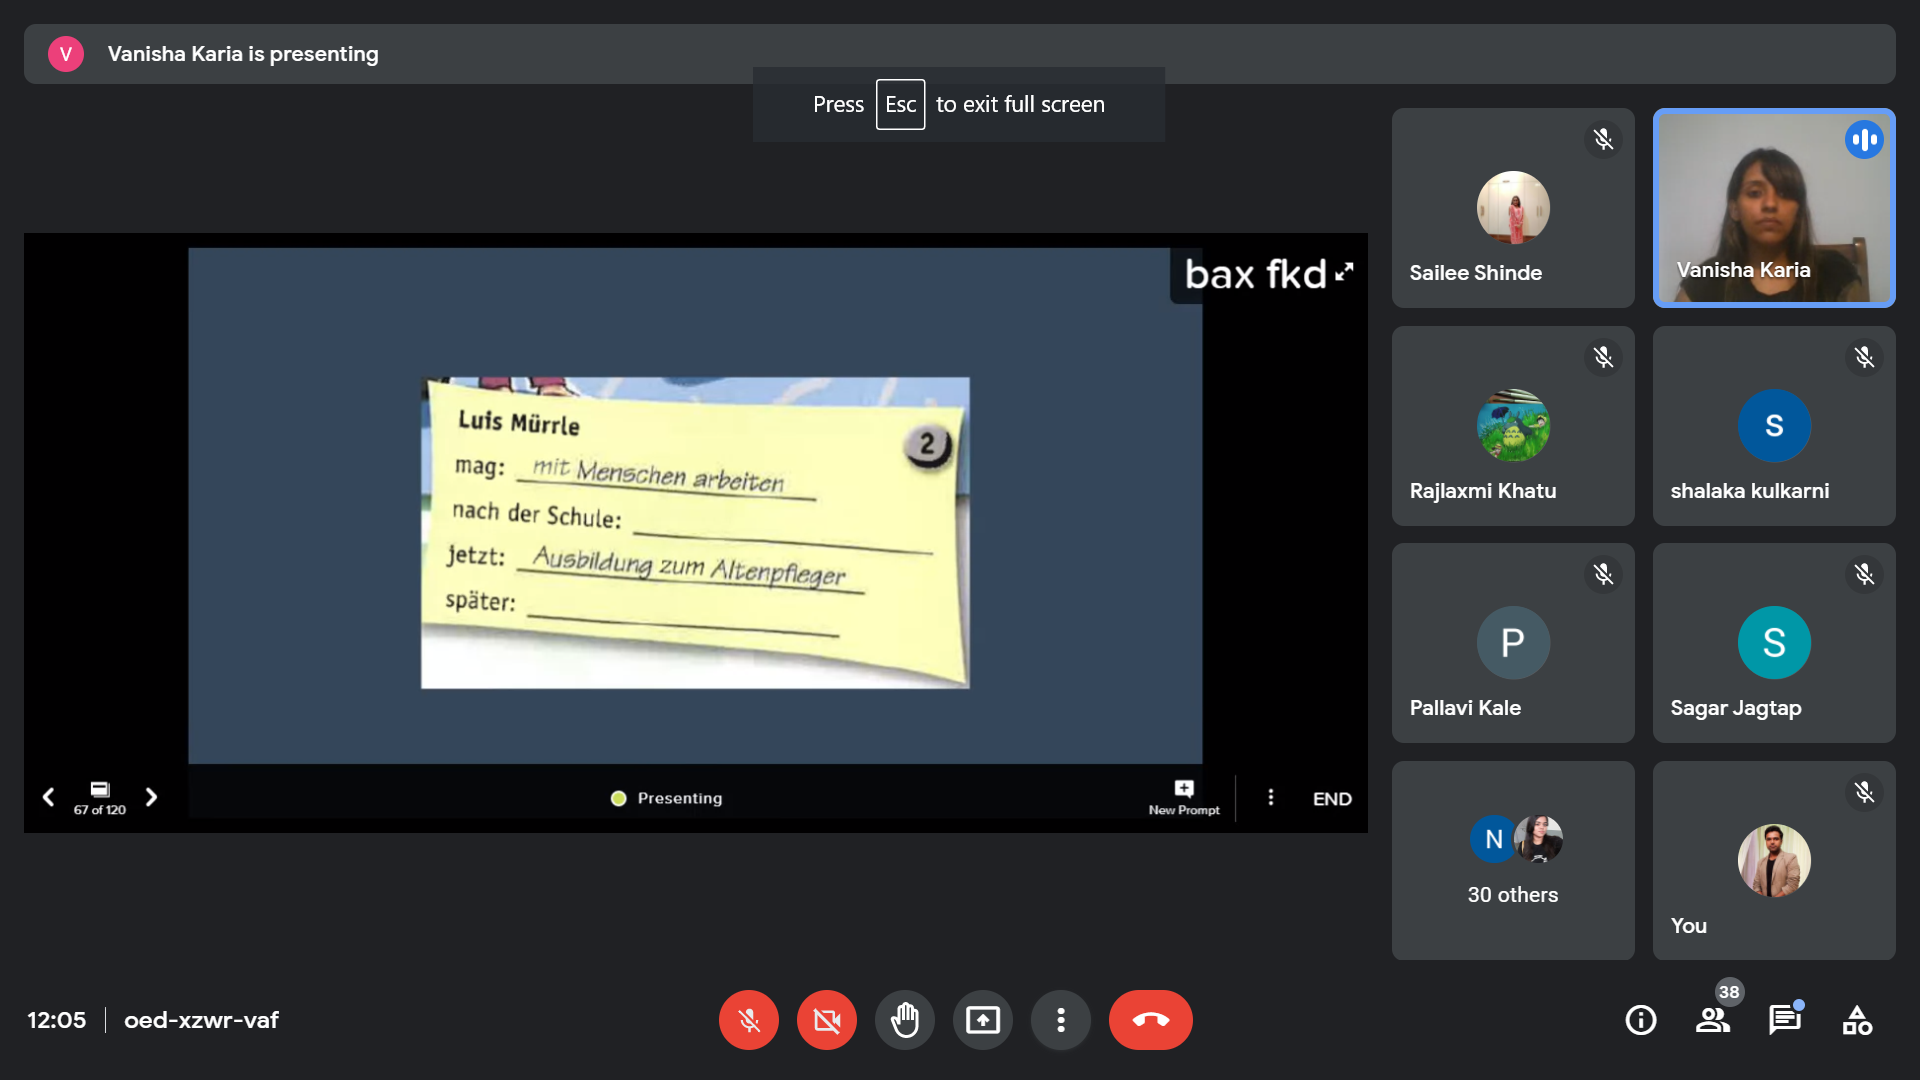 V Vanisha Karia is presenting
Press Esc to exit full screen
bax fkd
Luis Mürrle
2
mag: mit Menschen arbeiten
nach der Schule:
jetzt: Ausbildung zum Altenpfleger
später:
67 of 120
Presenting
New Prompt
END
Sailee Shinde
Vanisha Karia
Rajlaxmi Khatu
S
shalaka kulkarni
P
Pallavi Kale
S
Sagar Jagtap
N
30 others
You
12:05 oed-xzwr-vaf
38